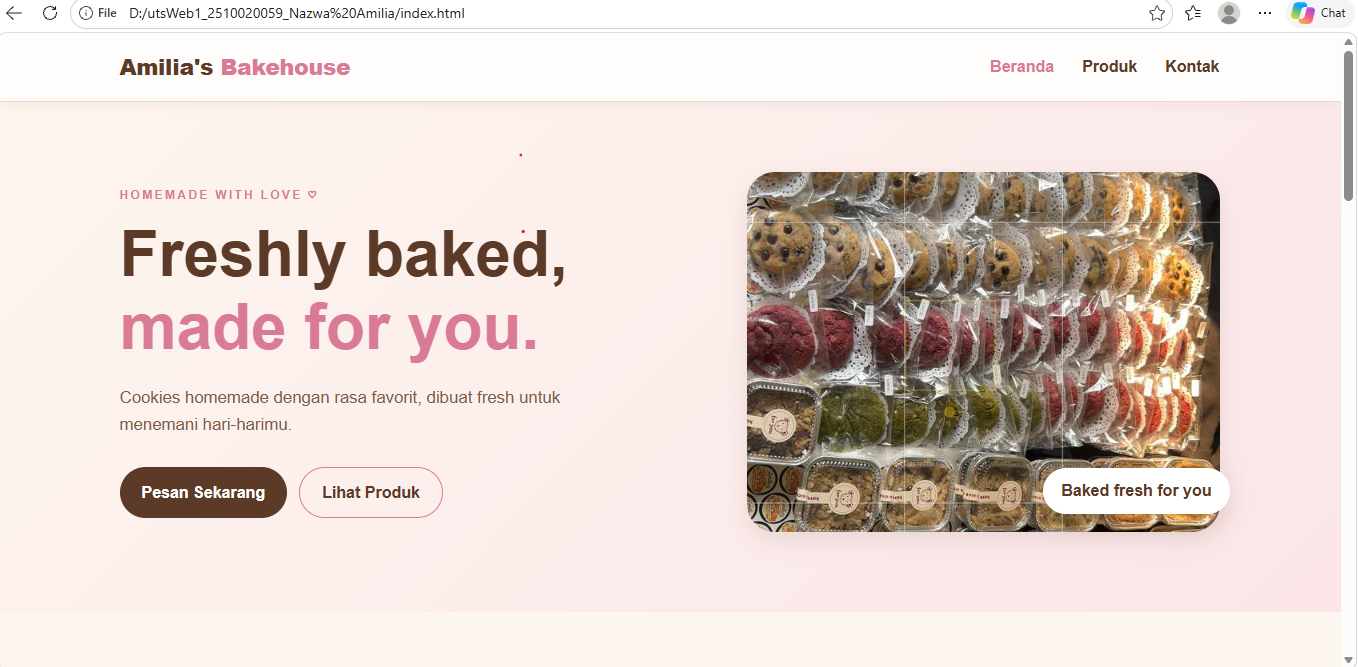 File D:/utsWeb1_2510020059_Nazwa%20Amilia/index.html Chat
Amilia's Bakehouse
Beranda Produk Kontak
HOMEMADE WITH LOVE ♡
Freshly baked,
made for you.
Cookies homemade dengan rasa favorit, dibuat fresh untuk
menemani hari-harimu.
Pesan Sekarang Lihat Produk
Baked fresh for you